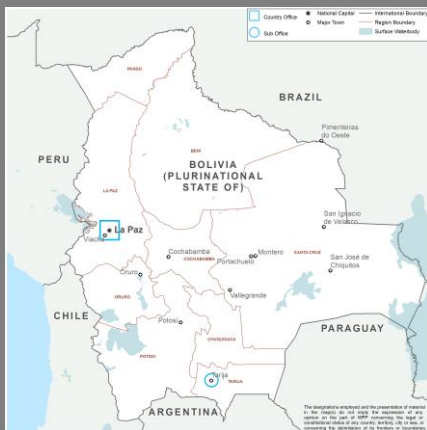 Country Office
National Capital
International Boundary
Sub Office
Major Town
Region Boundary
Surface Waterbody
BRAZIL
PANDO
Pimenteiras
do Oeste
PERU
BENI
BOLIVIA
(PLURINATIONAL
STATE OF)
LA PAZ
San Ignacio
de Velasco
La Paz
Viacha
Cochabamba
COCHABAMBA
Montero
Portachuelo
SANTA CRUZ
San José de
Chiquitos
Oruro
Vallegrande
ORURO
CHILE
Potosí
PARAGUAY
CHUQUISACA
POTOSI
Tarija
TARIJA
ARGENTINA
The designations employed and the presentation of material
in the map(s) do not imply the expression of any
opinion on the part of WFP concerning the legal or
constitutional status of any country, territory, city or sea, or
concerning the delimitation of its frontiers or boundaries.